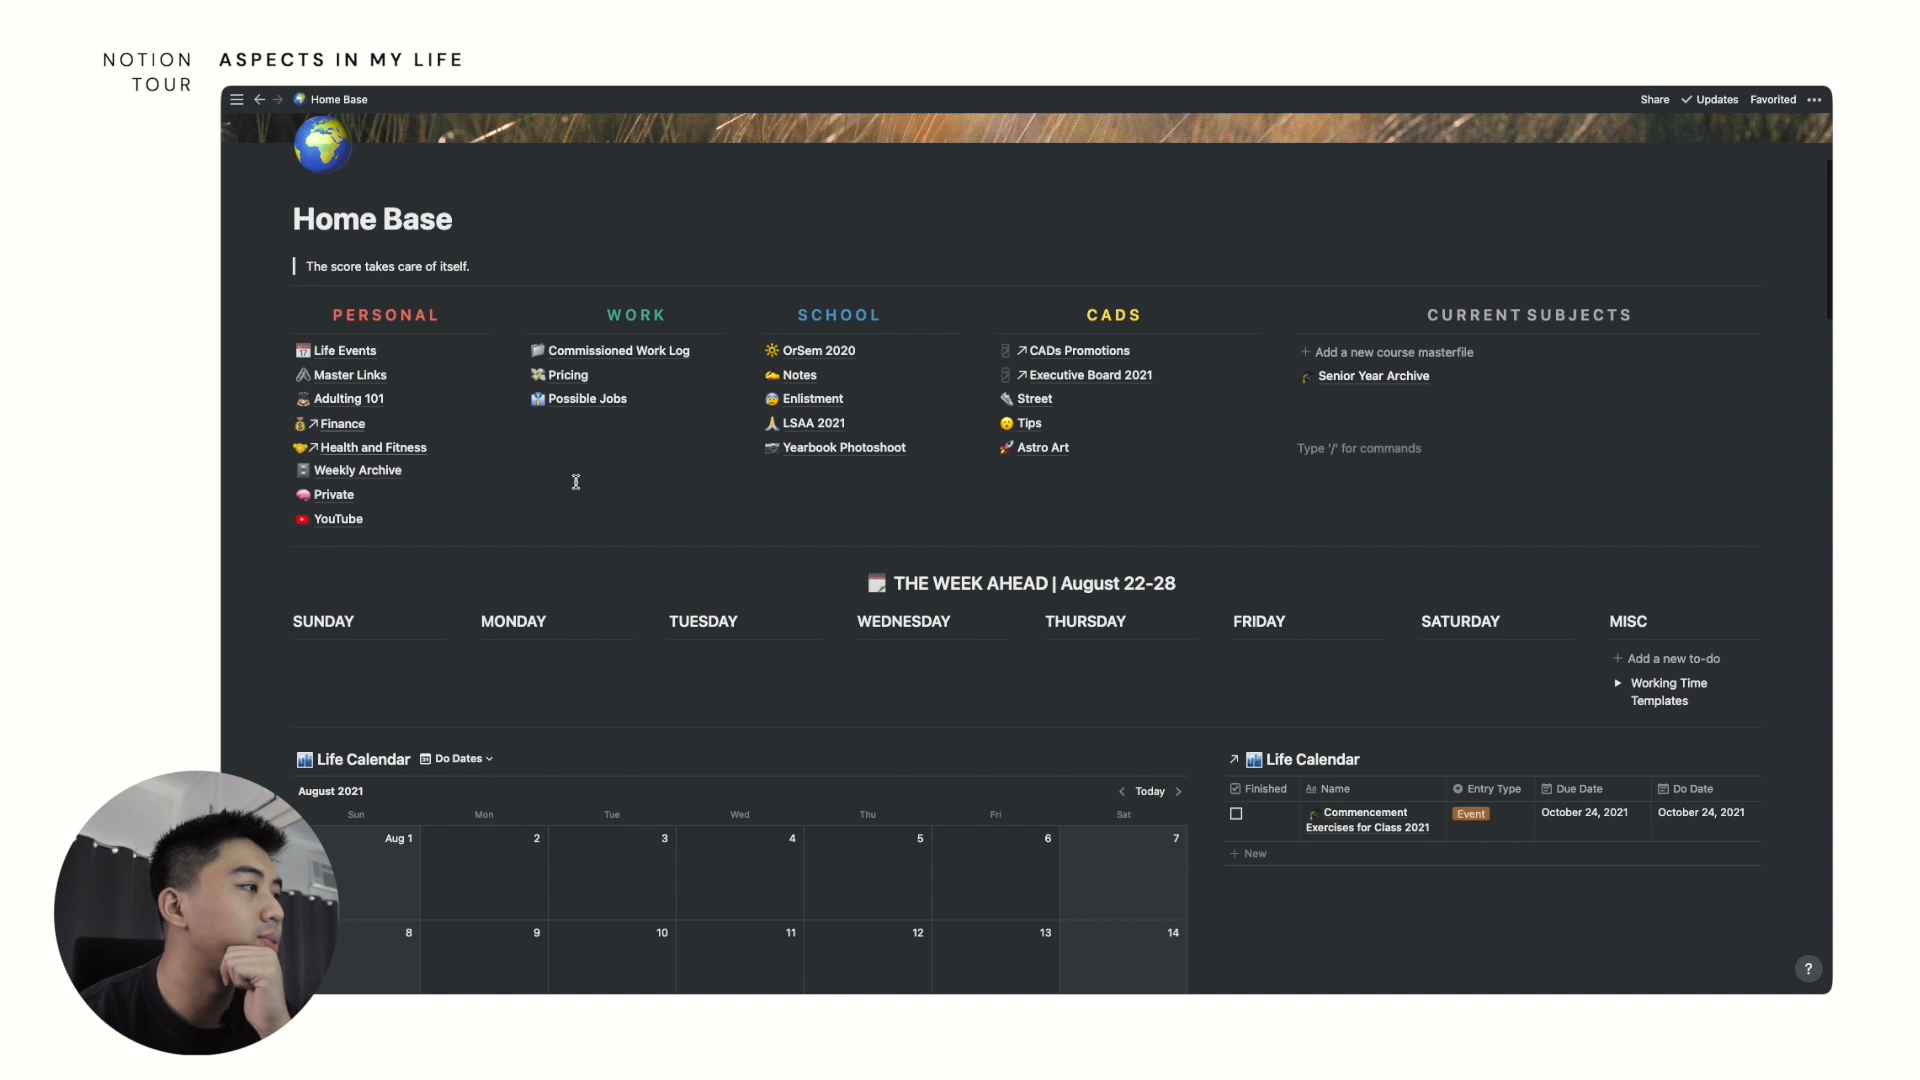 NOTION TOUR
ASPECTS IN MY LIFE
Home Base
Share
Updates
Favorited
Home Base
The score takes care of itself.
PERSONAL
Life Events
Master Links
Adulting 101
Finance
Health and Fitness
Weekly Archive
Private
YouTube
WORK
Commissioned Work Log
Pricing
Possible Jobs
SCHOOL
OrSem 2020
Notes
Enlistment
LSAA 2021
Yearbook Photoshoot
CADS
CADs Promotions
Executive Board 2021
Street
Tips
Astro Art
CURRENT SUBJECTS
+ Add a new course masterfile
Senior Year Archive
Type '/' for commands
THE WEEK AHEAD | August 22-28
SUNDAY
MONDAY
TUESDAY
WEDNESDAY
THURSDAY
FRIDAY
SATURDAY
MISC
+ Add a new to-do
Working Time
Templates
Life Calendar
Do Dates
August 2021
Today
Sun Mon Tue Wed Thu Fri Sat
Aug 1 2 3 4 5 6 7
8 9 10 11 12 13 14
Life Calendar
Finished
Aa Name
Entry Type
Due Date
Do Date
Commencement
Exercises for Class 2021
Event
October 24, 2021
October 24, 2021
+ New
?